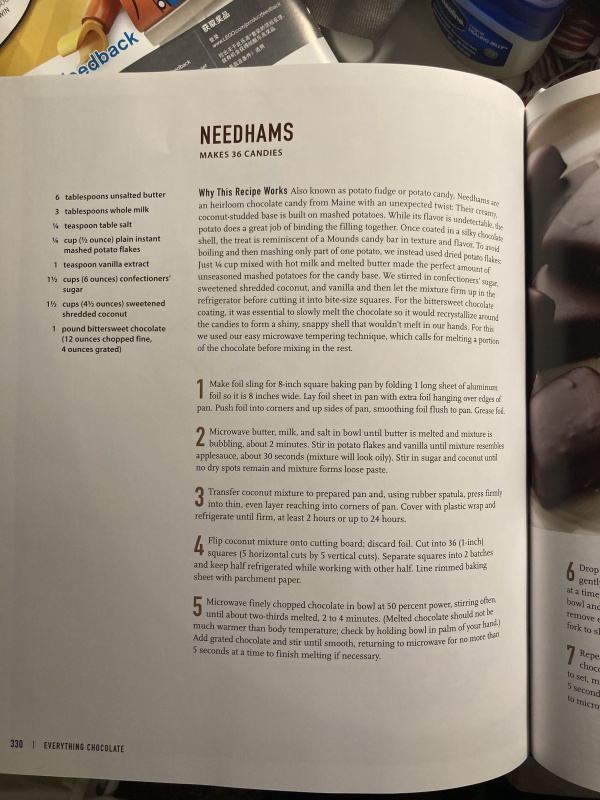 WIN
edback
获取奖品
www.LEGO.com/productfeedback
NEEDHAMS
MAKES 36 CANDIES
6 tablespoons unsalted butter
3 tablespoons whole milk
¼ teaspoon table salt
¼ cup (½ ounce) plain instant
mashed potato flakes
1 teaspoon vanilla extract
1½ cups (6 ounces) confectioners'
sugar
1½ cups (4½ ounces) sweetened
shredded coconut
1 pound bittersweet chocolate
(12 ounces chopped fine,
4 ounces grated)
Why This Recipe Works Also known as potato fudge or potato candy, Needhams are
an heirloom chocolate candy from Maine with an unexpected twist: Their creamy,
coconut-studded base is built on mashed potatoes. While its flavor is undetectable, the
potato does a great job of binding the filling together. Once coated in a silky chocolate
shell, the treat is reminiscent of a Mounds candy bar in texture and flavor. To avoid
boiling and then mashing only part of one potato, we instead used dried potato flakes:
Just ¼ cup mixed with hot milk and melted butter made the perfect amount of
unseasoned mashed potatoes for the candy base. We stirred in confectioners' sugar,
sweetened shredded coconut, and vanilla and then let the mixture firm up in the
refrigerator before cutting it into bite-size squares. For the bittersweet chocolate
coating, it was essential to slowly melt the chocolate so it would recrystallize around
the candies to form a shiny, snappy shell that wouldn't melt in our hands. For this
we used our easy microwave tempering technique, which calls for melting a portion
of the chocolate before mixing in the rest.
1 Make foil sling for 8-inch square baking pan by folding 1 long sheet of aluminum
foil so it is 8 inches wide. Lay foil sheet in pan with extra foil hanging over edges of
pan. Push foil into corners and up sides of pan, smoothing foil flush to pan. Grease foil.
2 Microwave butter, milk, and salt in bowl until butter is melted and mixture is
bubbling, about 2 minutes. Stir in potato flakes and vanilla until mixture resembles
applesauce, about 30 seconds (mixture will look oily). Stir in sugar and coconut until
no dry spots remain and mixture forms loose paste.
3 Transfer coconut mixture to prepared pan and, using rubber spatula, press firmly
into thin, even layer reaching into corners of pan. Cover with plastic wrap and
refrigerate until firm, at least 2 hours or up to 24 hours.
4 Flip coconut mixture onto cutting board; discard foil. Cut into 36 (1-inch)
squares (5 horizontal cuts by 5 vertical cuts). Separate squares into 2 batches
and keep half refrigerated while working with other half. Line rimmed baking
sheet with parchment paper.
5 Microwave finely chopped chocolate in bowl at 50 percent power, stirring often,
until about two-thirds melted, 2 to 4 minutes. (Melted chocolate should not be
much warmer than body temperature; check by holding bowl in palm of your hand.)
Add grated chocolate and stir until smooth, returning to microwave for no more than
5 seconds at a time to finish melting if necessary.
330 | EVERYTHING CHOCOLATE
6 Drop
gentl
at a time
bowl and
remove e
fork to sl
7 Repe
choco
to set, m
5 second
to micro